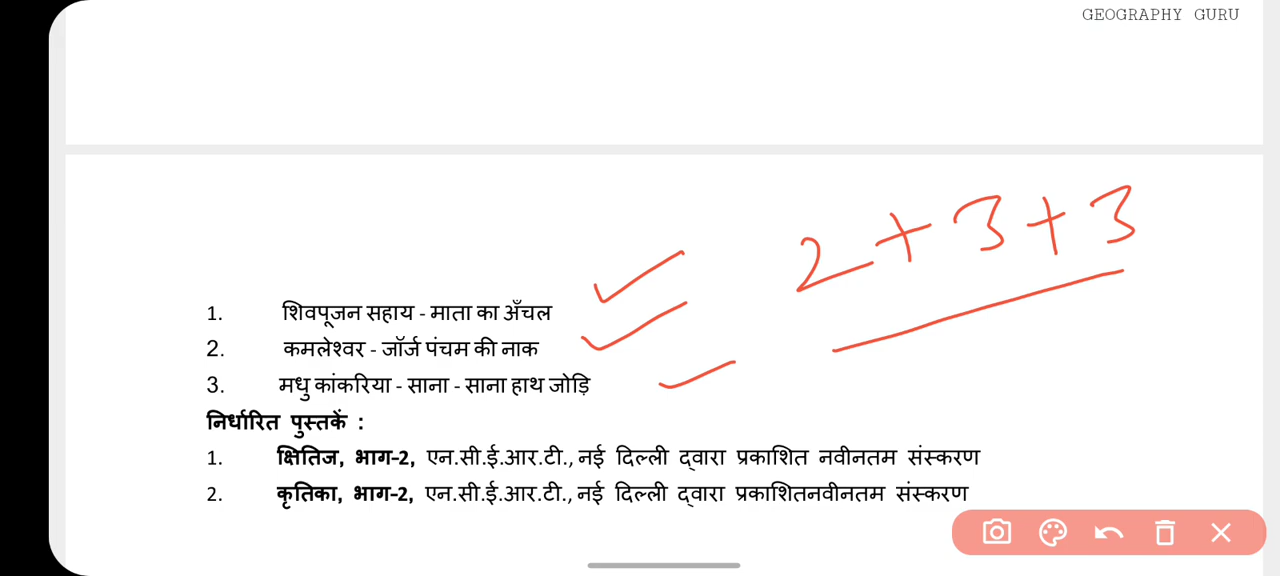 GEOGRAPHY GURU
2+3+3
1. शिवपूजन सहाय - माता का अँचल
2. कमलेश्वर - जॉर्ज पंचम की नाक
3. मधु कांकरिया - साना - साना हाथ जोड़ि
निर्धारित पुस्तकें :
1. क्षितिज, भाग-2, एन.सी.ई.आर.टी., नई दिल्ली द्वारा प्रकाशित नवीनतम संस्करण
2. कृतिका, भाग-2, एन.सी.ई.आर.टी., नई दिल्ली द्वारा प्रकाशितनवीनतम संस्करण